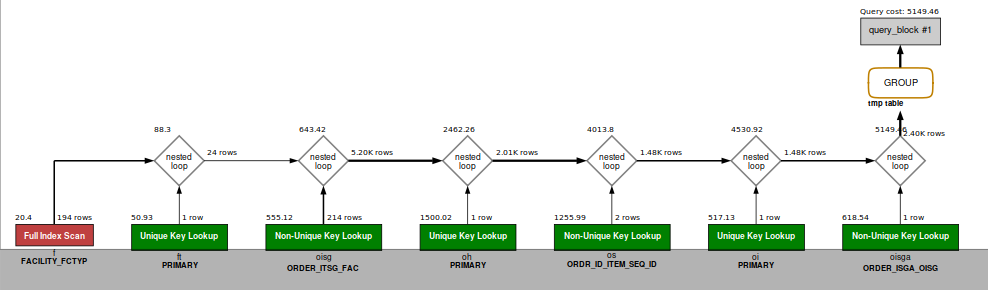 Query cost: 5149.46
query_block #1
GROUP
tmp table
88.3
643.42
2462.26
4013.8
4530.92
5149.46
2.40K rows
nested
loop
24 rows
nested
loop
5.20K rows
nested
loop
2.01K rows
nested
loop
1.48K rows
nested
loop
1.48K rows
nested
loop
20.4
194 rows
50.93
1 row
555.12
214 rows
1500.02
1 row
1255.99
2 rows
517.13
1 row
618.54
1 row
Full Index Scan
Unique Key Lookup
Non-Unique Key Lookup
Unique Key Lookup
Non-Unique Key Lookup
Unique Key Lookup
Non-Unique Key Lookup
f
FACILITY_FCTYP
ft
PRIMARY
oisg
ORDER_ITSG_FAC
oh
PRIMARY
os
ORDR_ID_ITEM_SEQ_ID
oi
PRIMARY
oisga
ORDER_ISGA_OISG